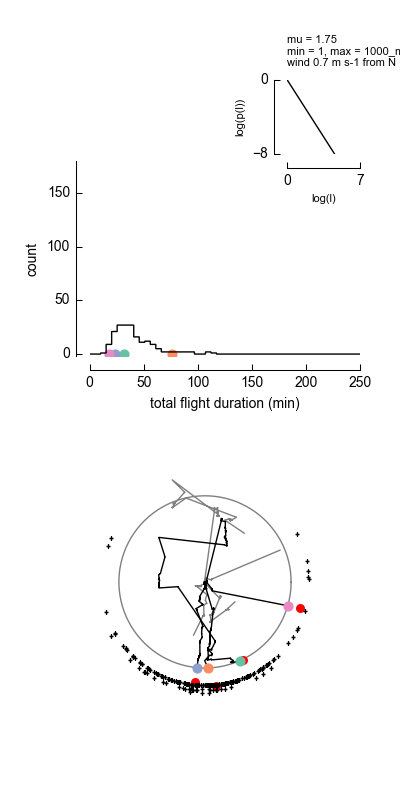 mu = 1.75
min = 1, max = 1000_m
wind 0.7 m s-1 from N
0
log(p(l))
−8
0 7
log(l)
150
100
50
0
count
0 50 100 150 200 250
total flight duration (min)